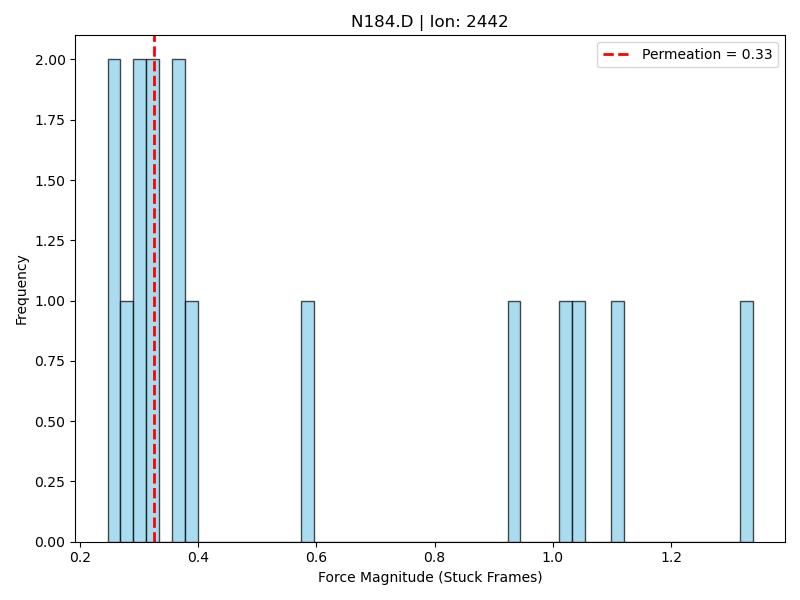 N184.D | Ion: 2442
Permeation = 0.33
Frequency
2.00
1.75
1.50
1.25
1.00
0.75
0.50
0.25
0.00
0.2 0.4 0.6 0.8 1.0 1.2
Force Magnitude (Stuck Frames)